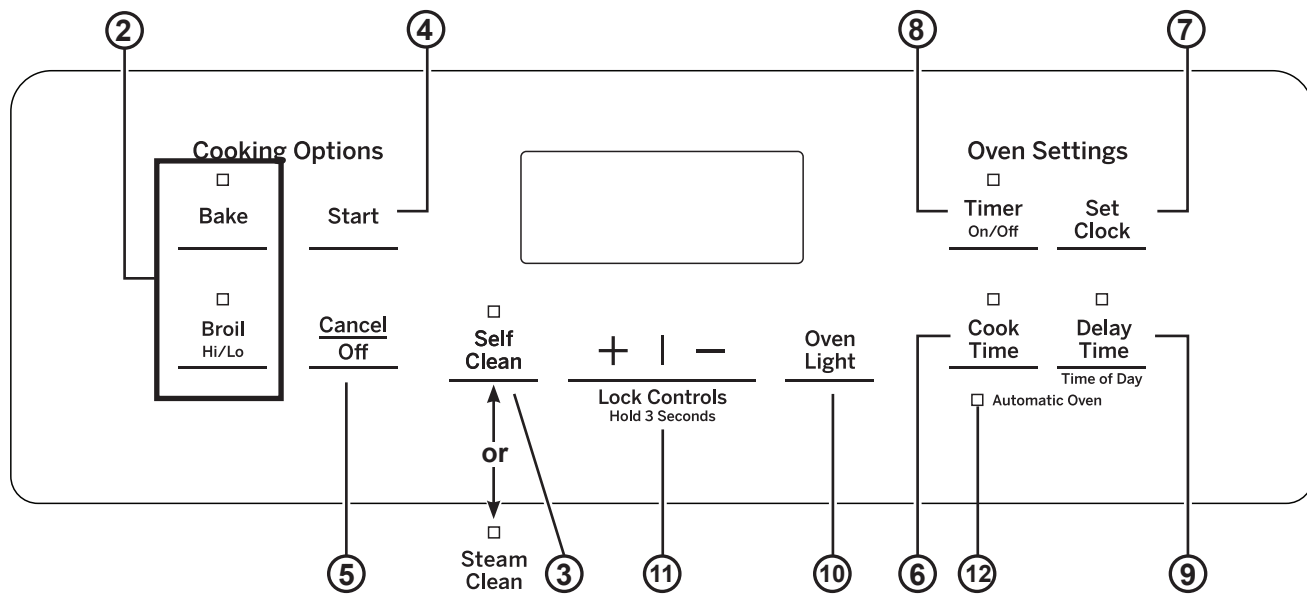 2
4
8
7
Cooking Options
Oven Settings
Bake
Start
Timer
On/Off
Set
Clock
Broil
Hi/Lo
Cancel
Off
Self
Clean
+ | −
Lock Controls
Hold 3 Seconds
Oven
Light
Cook
Time
Delay
Time
Time of Day
Automatic Oven
or
Steam
Clean
5
3
11
10
6
12
9